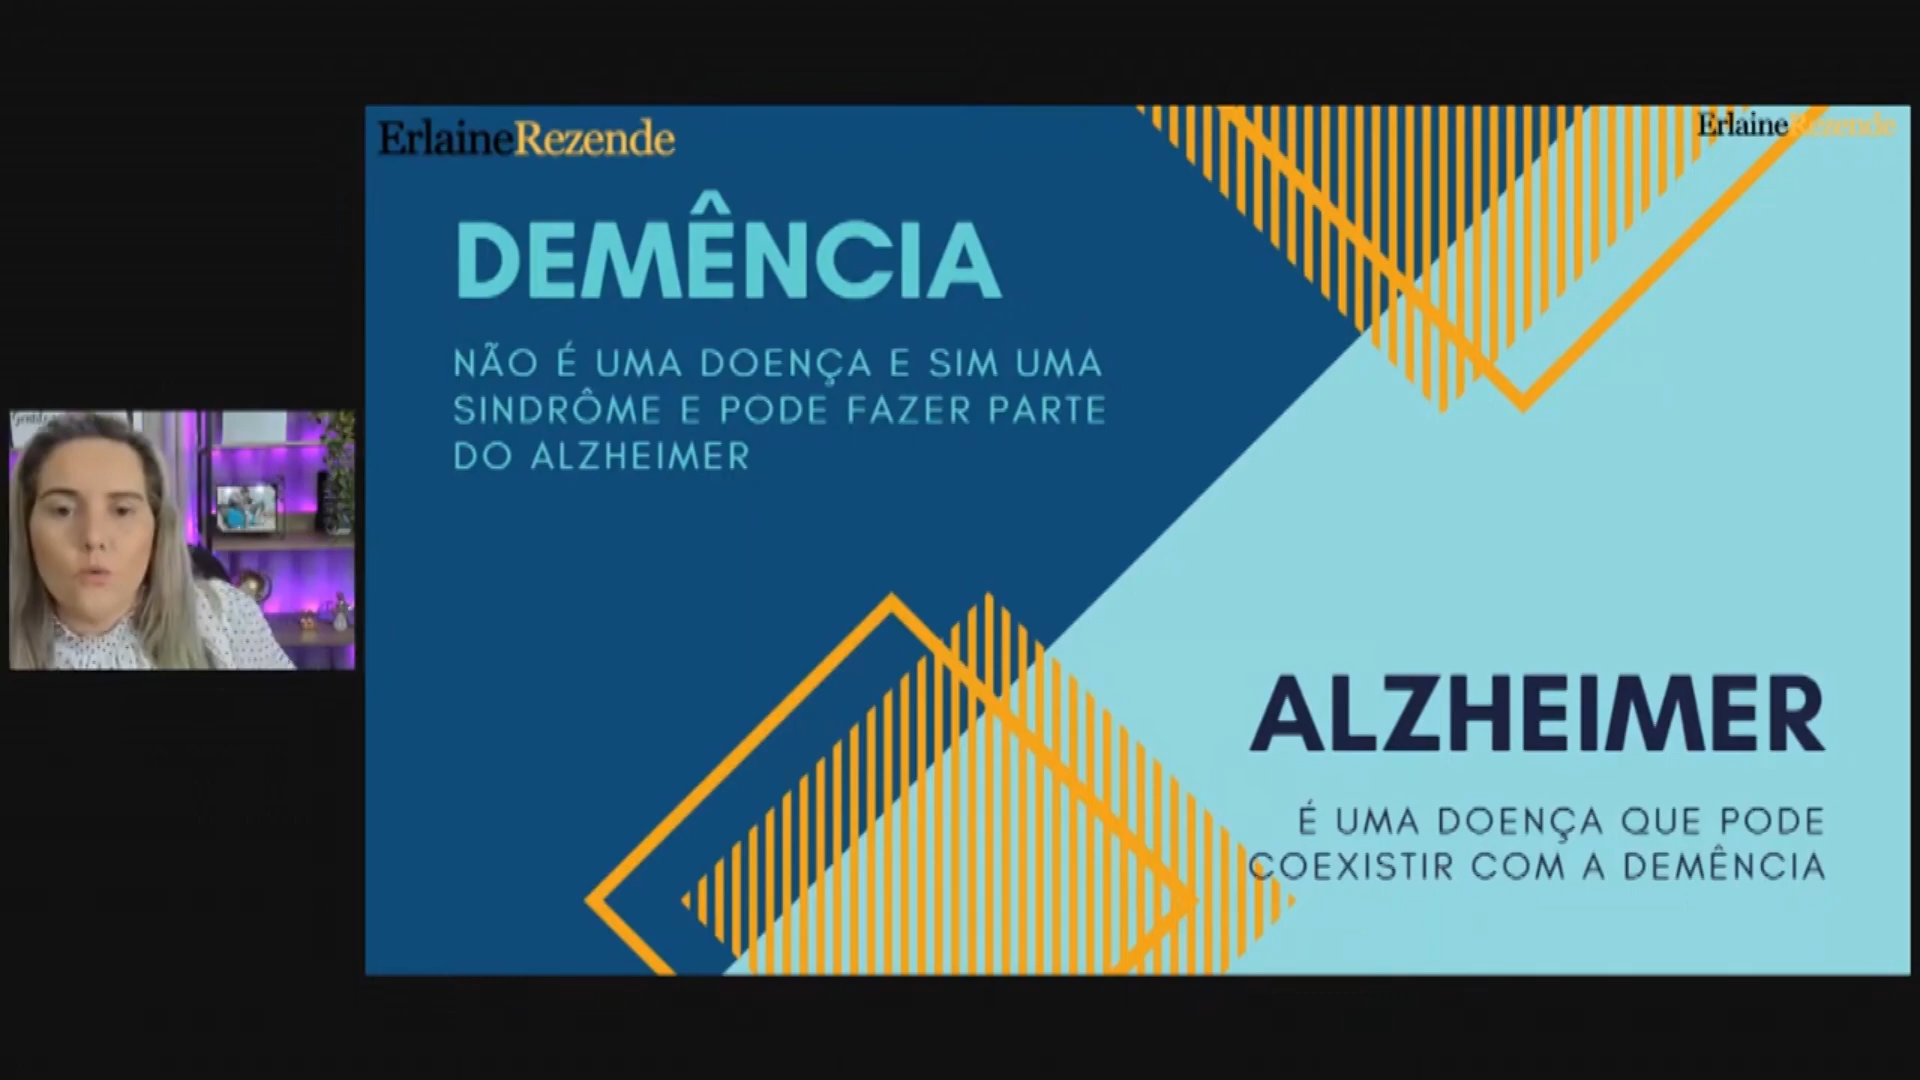 ErlaineRezende
ErlaineRezende
DEMÊNCIA
NÃO É UMA DOENÇA E SIM UMA
SINDRÔME E PODE FAZER PARTE
DO ALZHEIMER
ALZHEIMER
É UMA DOENÇA QUE PODE
COEXISTIR COM A DEMÊNCIA